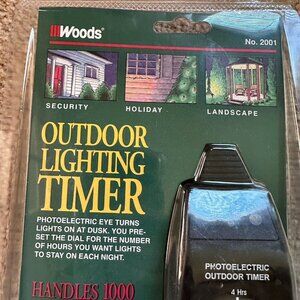 Woods
No. 2001
SECURITY
HOLIDAY
LANDSCAPE
OUTDOOR
LIGHTING
TIMER
PHOTOELECTRIC EYE TURNS
LIGHTS ON AT DUSK. YOU PRE-
SET THE DIAL FOR THE NUMBER
OF HOURS YOU WANT LIGHTS
TO STAY ON EACH NIGHT.
HANDLES 1000
PHOTOELECTRIC
OUTDOOR TIMER
4 Hrs